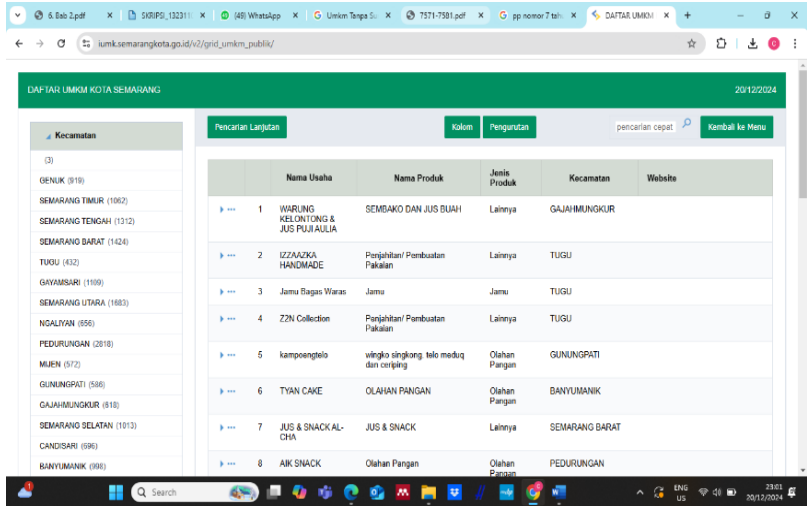 6. Bab 2.pdf
SKRIPSI_13231
(49) WhatsApp
Umkm Tanpa Su
7571-7581.pdf
pp nomor 7 tah
DAFTAR UMKM
iumk.semarangkota.go.id/v2/grid_umkm_publik/
DAFTAR UMKM KOTA SEMARANG
20/12/2024
Kecamatan
(3)
GENUK (919)
SEMARANG TIMUR (1062)
SEMARANG TENGAH (1312)
SEMARANG BARAT (1424)
TUGU (432)
GAYAMSARI (1109)
SEMARANG UTARA (1683)
NGALIYAN (656)
PEDURUNGAN (2818)
MIJEN (572)
GUNUNGPATI (586)
GAJAHMUNGKUR (618)
SEMARANG SELATAN (1013)
CANDISARI (696)
BANYUMANIK (998)
Pencarian Lanjutan
Kolom
Pengurutan
pencarian cepat
Kembali ke Menu
Nama Usaha
Nama Produk
Jenis
Produk
Kecamatan
Website
1 WARUNG SEMBAKO DAN JUS BUAH Lainnya GAJAHMUNGKUR
KELONTONG &
JUS PUJI AULIA
2 IZZAAZKA Penjahitan/ Pembuatan Lainnya TUGU
HANDMADE Pakaian
3 Jamu Bagas Waras Jamu Jamu TUGU
4 Z2N Collection Penjahitan/ Pembuatan Lainnya TUGU
Pakaian
5 kampoengtelo wingko singkong, telo meduq Olahan GUNUNGPATI
dan ceriping Pangan
6 TYAN CAKE OLAHAN PANGAN Olahan BANYUMANIK
Pangan
7 JUS & SNACK AL- JUS & SNACK Lainnya SEMARANG BARAT
CHA
8 AIK SNACK Olahan Pangan Olahan PEDURUNGAN
Pangan
Search
ENG
US
23:01
20/12/2024